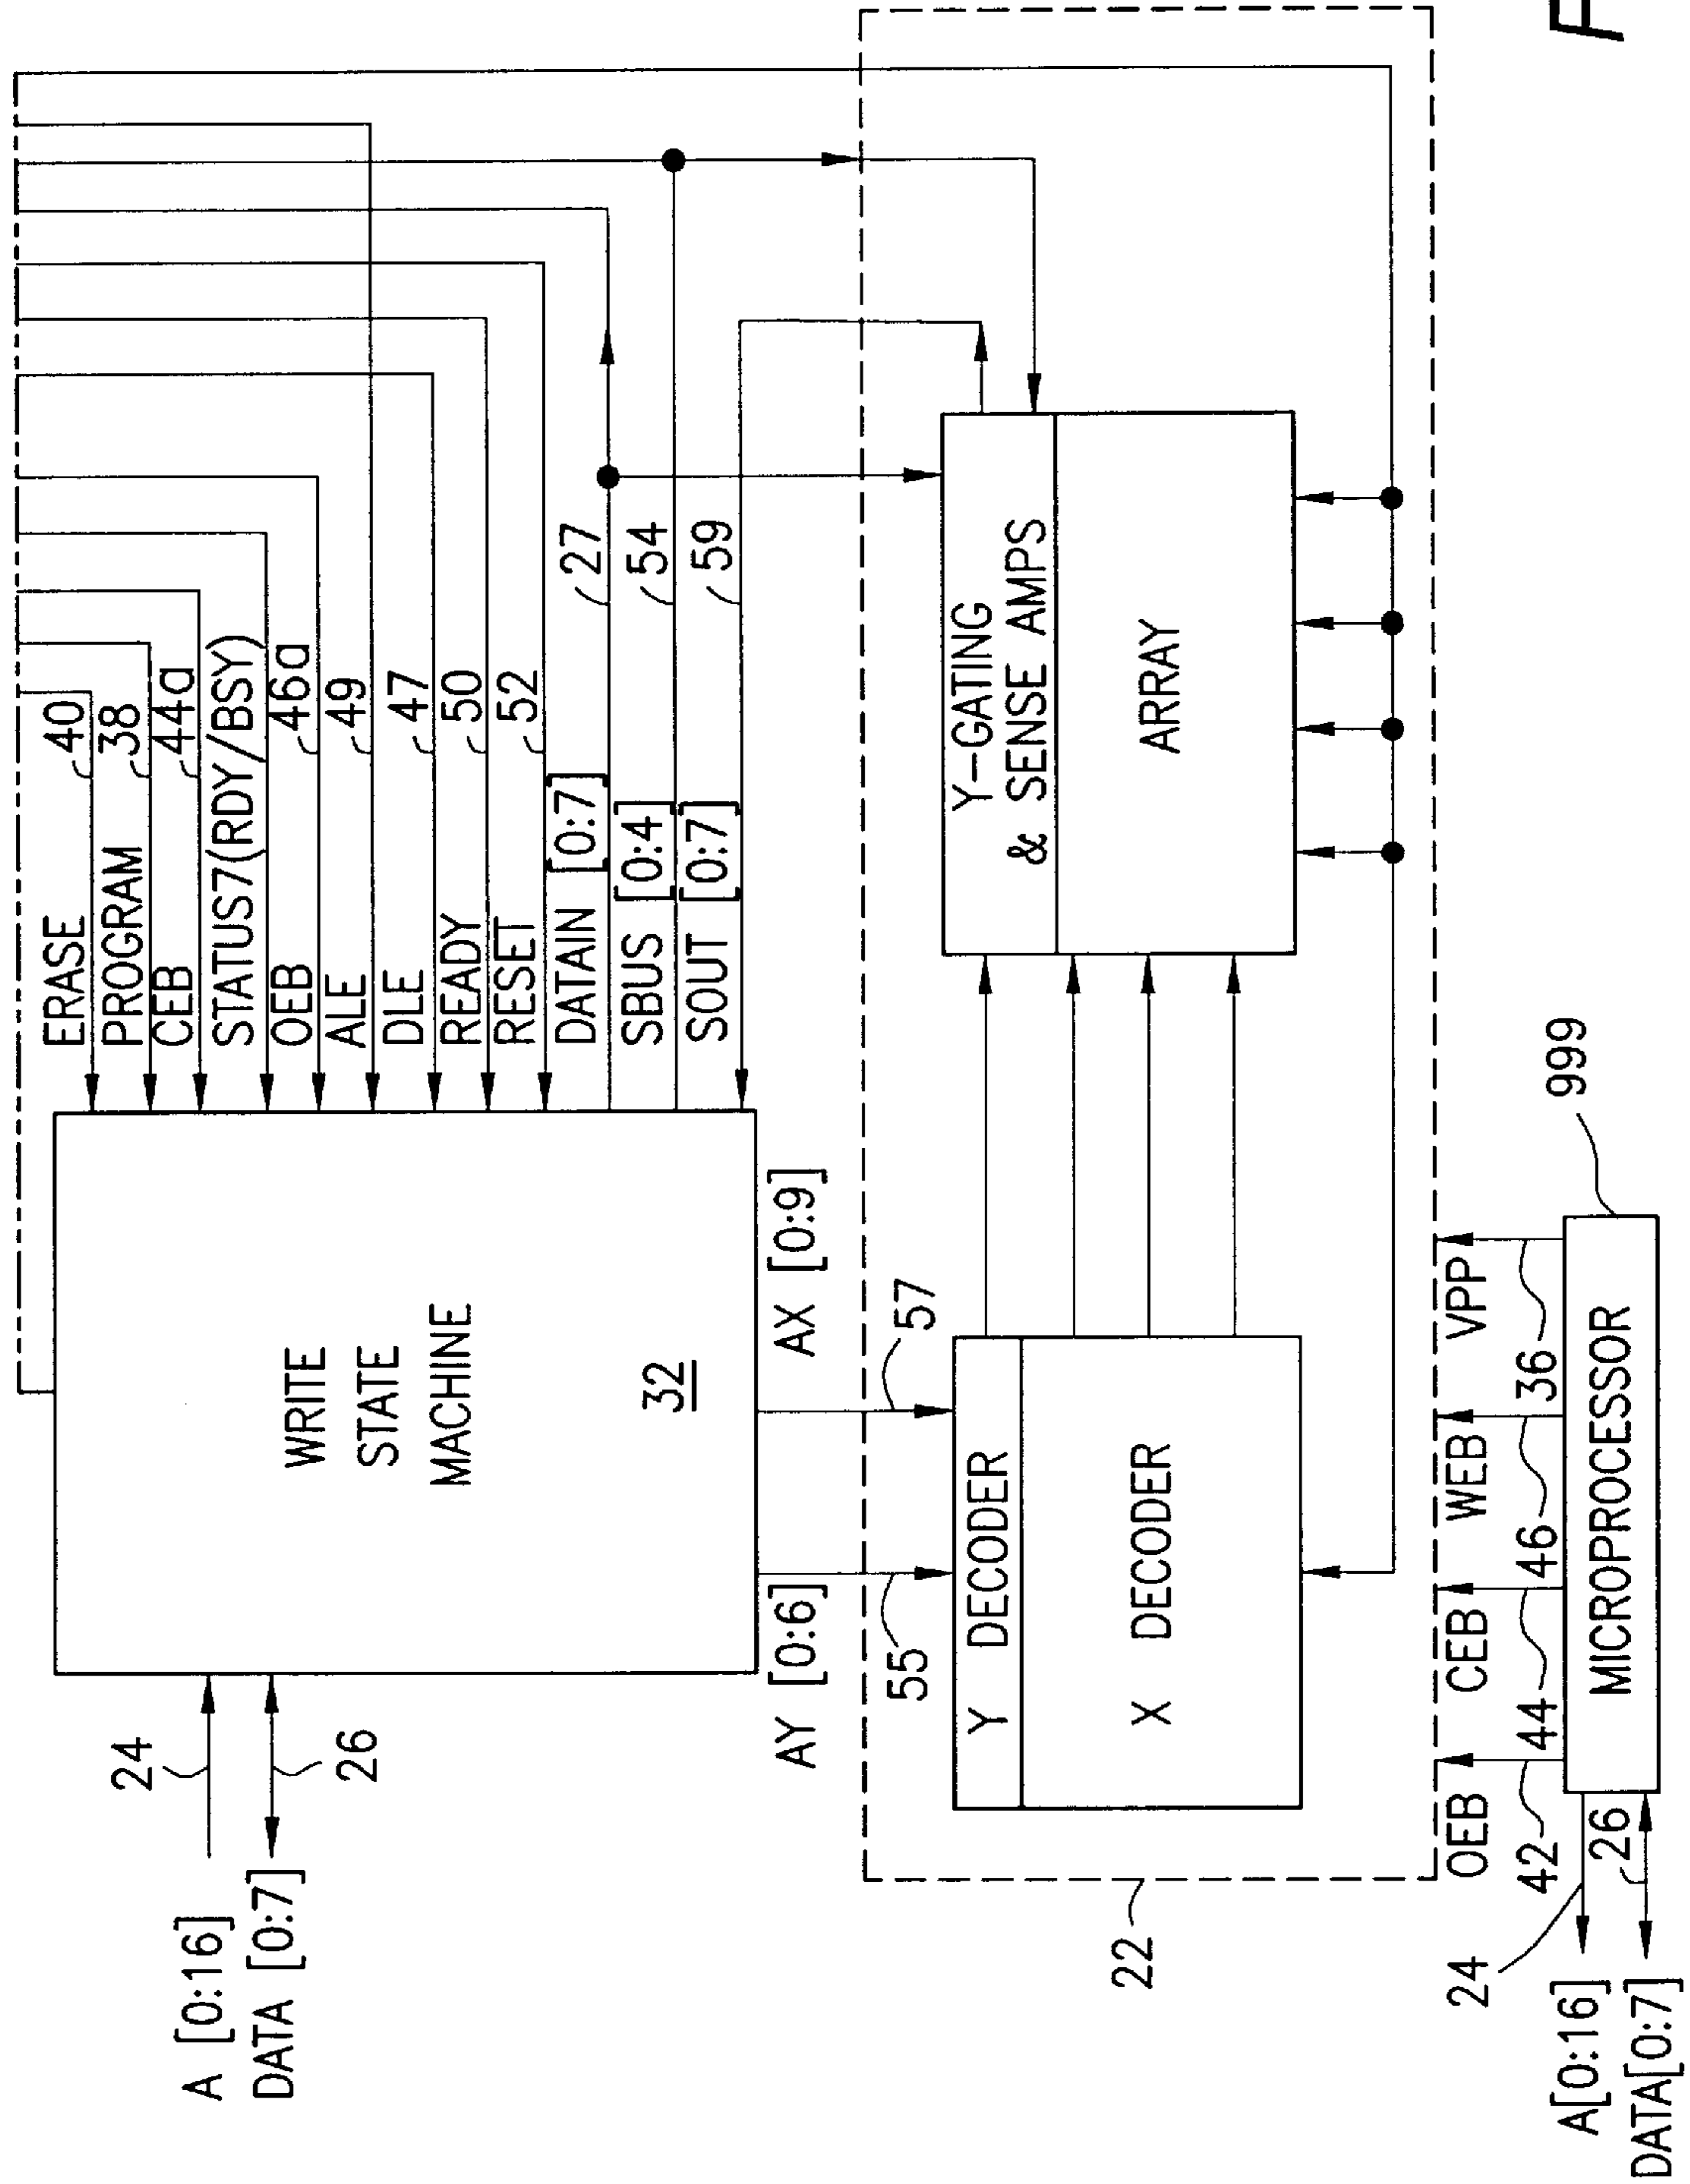 A [0:16]
DATA [0:7]
24
26
WRITE
STATE
MACHINE
32
ERASE 40
PROGRAM 38
CEB 44a
STATUS7(RDY/BSY)
OEB 46a
ALE 49
DLE 47
READY 50
RESET 52
DATAIN [0:7] 27
SBUS [0:4] 54
SOUT [0:7] 59
AY [0:6]
AX [0:9]
55
57
Y DECODER
X DECODER
Y-GATING
& SENSE AMPS
ARRAY
22
OEB CEB WEB VPP
42 44 46 36
24
26
A[0:16]
DATA[0:7]
MICROPROCESSOR
999
F